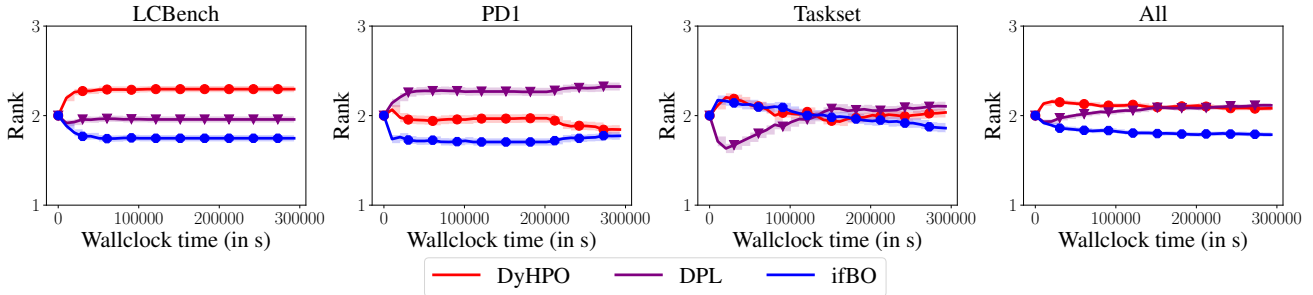 LCBench
PD1
Taskset
All
3
2
1
Rank
0
100000
200000
300000
Wallclock time (in s)
3
2
1
Rank
0
100000
200000
300000
Wallclock time (in s)
3
2
1
Rank
0
100000
200000
300000
Wallclock time (in s)
3
2
1
Rank
0
100000
200000
300000
Wallclock time (in s)
DyHPO
DPL
ifBO